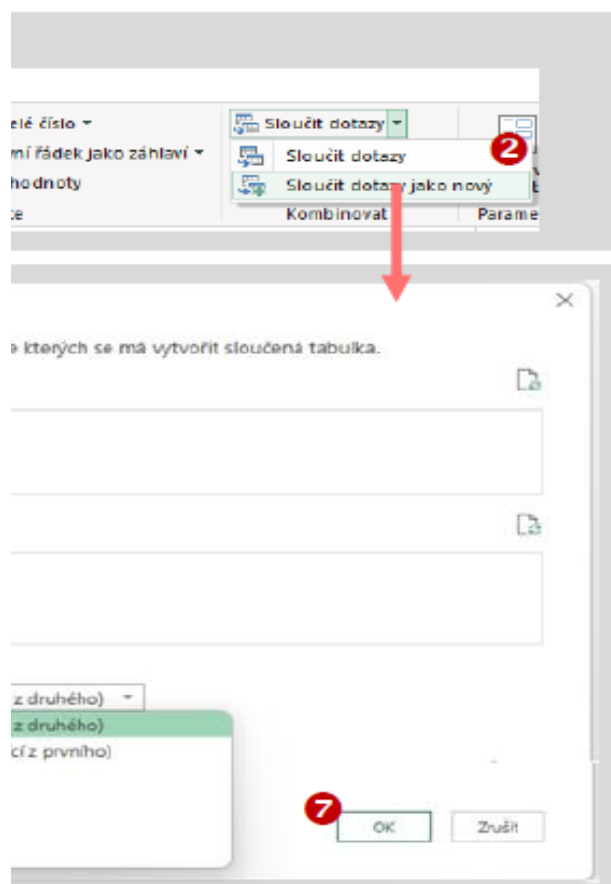 elé číslo
Sloučit dotazy
ní řádek jako záhlaví
Sloučit dotazy
2
hodnoty
Sloučit dotazy jako nový
Kombinovat
Parame
kterých se má vytvořit sloučená tabulka.
z druhého)
z druhého)
cí z prvního)
7
OK
Zrušit